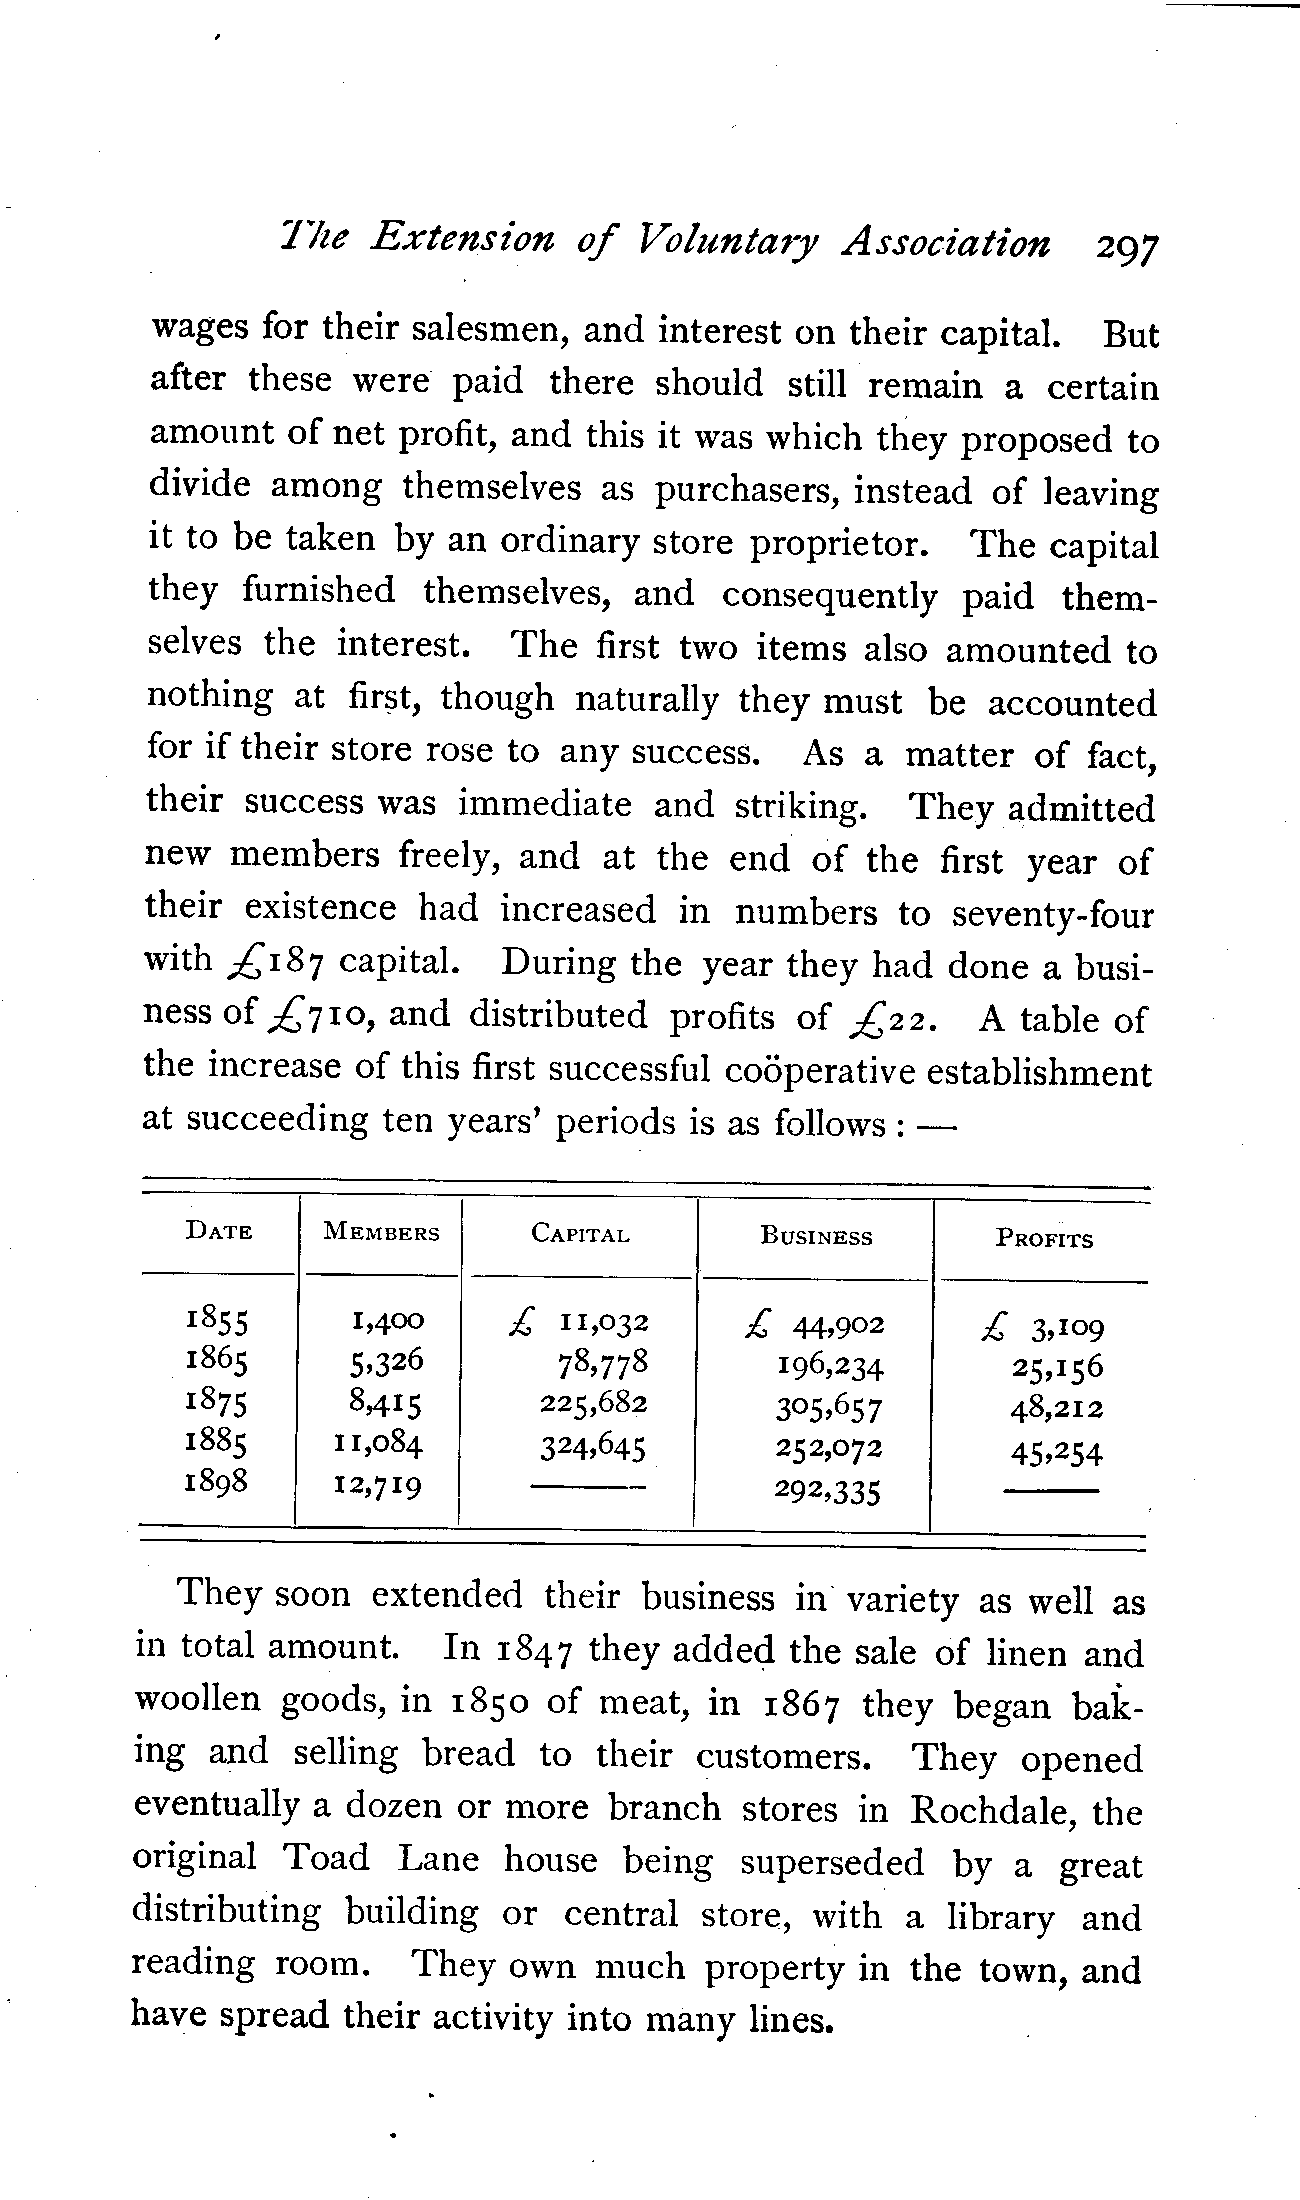 The Extension of Voluntary Association 297
wages for their salesmen, and interest on their capital. But
after these were paid there should still remain a certain
amount of net profit, and this it was which they proposed to
divide among themselves as purchasers, instead of leaving
it to be taken by an ordinary store proprietor. The capital
they furnished themselves, and consequently paid them-
selves the interest. The first two items also amounted to
nothing at first, though naturally they must be accounted
for if their store rose to any success. As a matter of fact,
their success was immediate and striking. They admitted
new members freely, and at the end of the first year of
their existence had increased in numbers to seventy-four
with £187 capital. During the year they had done a busi-
ness of £710, and distributed profits of £22. A table of
the increase of this first successful coöperative establishment
at succeeding ten years' periods is as follows : —
DATE MEMBERS CAPITAL BUSINESS PROFITS
1855 1,400 £ 11,032 £ 44,902 £ 3,109
1865 5,326 78,778 196,234 25,156
1875 8,415 225,682 305,657 48,212
1885 11,084 324,645 252,072 45,254
1898 12,719 —— 292,335 ——
They soon extended their business in variety as well as
in total amount. In 1847 they added the sale of linen and
woollen goods, in 1850 of meat, in 1867 they began bak-
ing and selling bread to their customers. They opened
eventually a dozen or more branch stores in Rochdale, the
original Toad Lane house being superseded by a great
distributing building or central store, with a library and
reading room. They own much property in the town, and
have spread their activity into many lines.